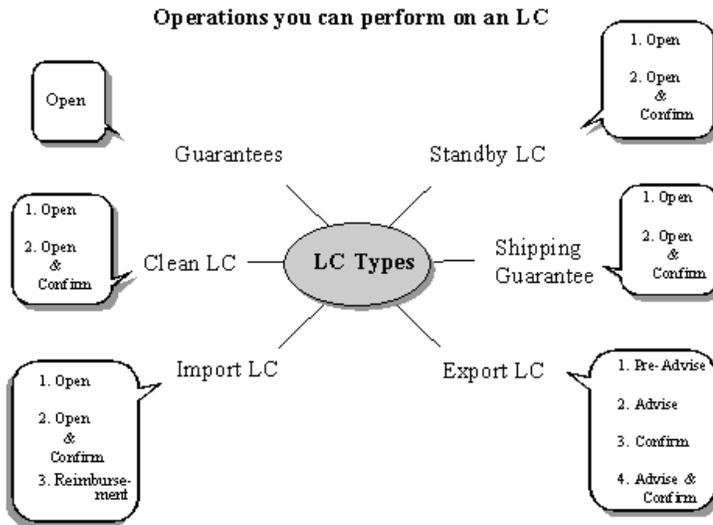 Operations you can perform on an LC
Open
Guarantees
Standby LC
1. Open
2. Open
&
Confirm
1. Open
2. Open
&
Confirm
Clean LC
LC Types
Shipping
Guarantee
1. Open
2. Open
&
Confirm
Import LC
Export LC
1. Open
2. Open
&
Confirm
3. Reimburse-
ment
1. Pre-Advise
2. Advise
3. Confirm
4. Advise &
Confirm